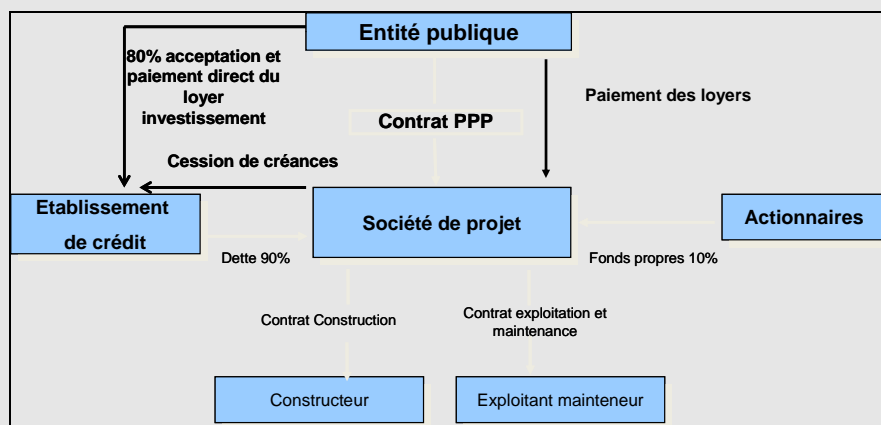 Entité publique
80% acceptation et
paiement direct du
loyer
investissement
Paiement des loyers
Contrat PPP
Cession de créances
Etablissement
de crédit
Société de projet
Actionnaires
Dette 90%
Fonds propres 10%
Contrat Construction
Contrat exploitation et
maintenance
Constructeur
Exploitant mainteneur